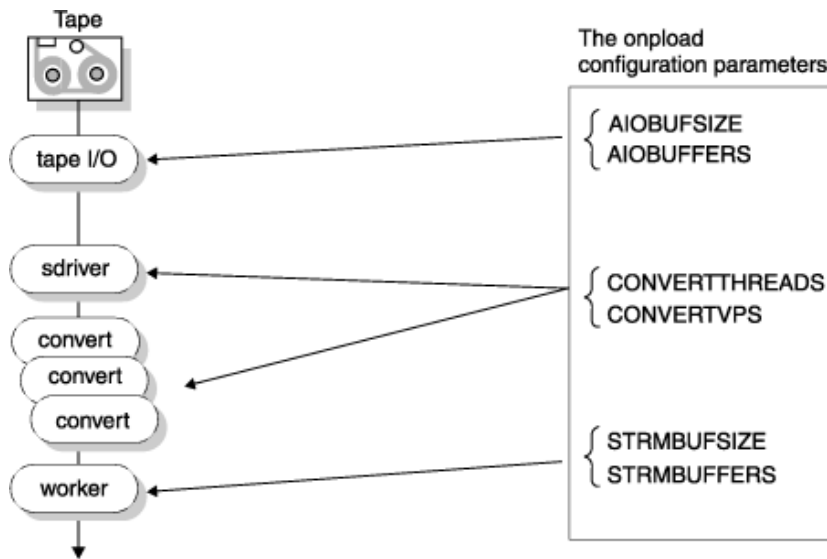 Tape
The onpload
configuration parameters
tape I/O
AIOBUFSIZE
AIOBUFFERS
sdriver
CONVERTTHREADS
CONVERTVPS
convert
convert
convert
STRMBUFSIZE
STRMBUFFERS
worker